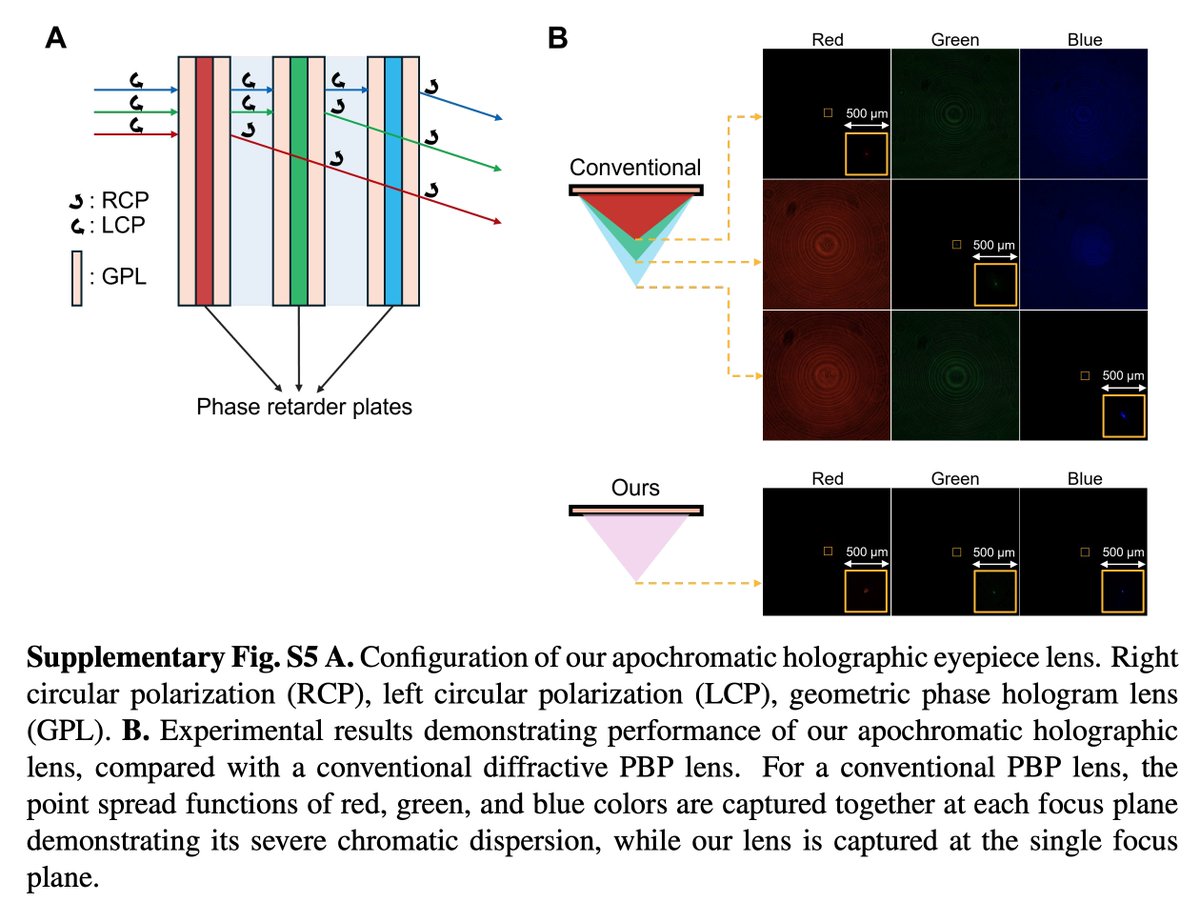 A
: RCP
: LCP
: GPL
Phase retarder plates
B
Conventional
Red Green Blue
500 µm
500 µm
500 µm
Ours
Red Green Blue
500 µm 500 µm 500 µm
Supplementary Fig. S5 A. Configuration of our apochromatic holographic eyepiece lens. Right
circular polarization (RCP), left circular polarization (LCP), geometric phase hologram lens
(GPL). B. Experimental results demonstrating performance of our apochromatic holographic
lens, compared with a conventional diffractive PBP lens. For a conventional PBP lens, the
point spread functions of red, green, and blue colors are captured together at each focus plane
demonstrating its severe chromatic dispersion, while our lens is captured at the single focus
plane.